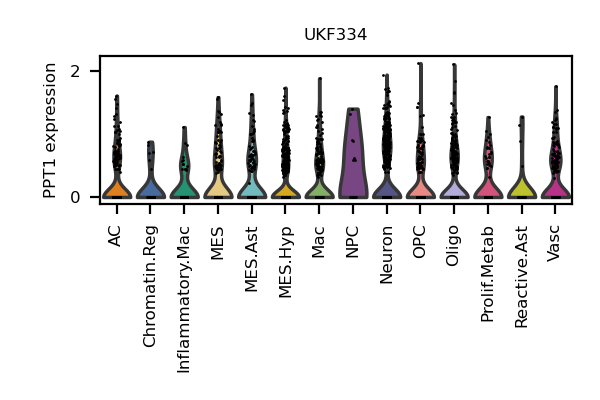 UKF334
PPT1 expression
2
0
AC
Chromatin.Reg
Inflammatory.Mac
MES
MES.Ast
MES.Hyp
Mac
NPC
Neuron
OPC
Oligo
Prolif.Metab
Reactive.Ast
Vasc